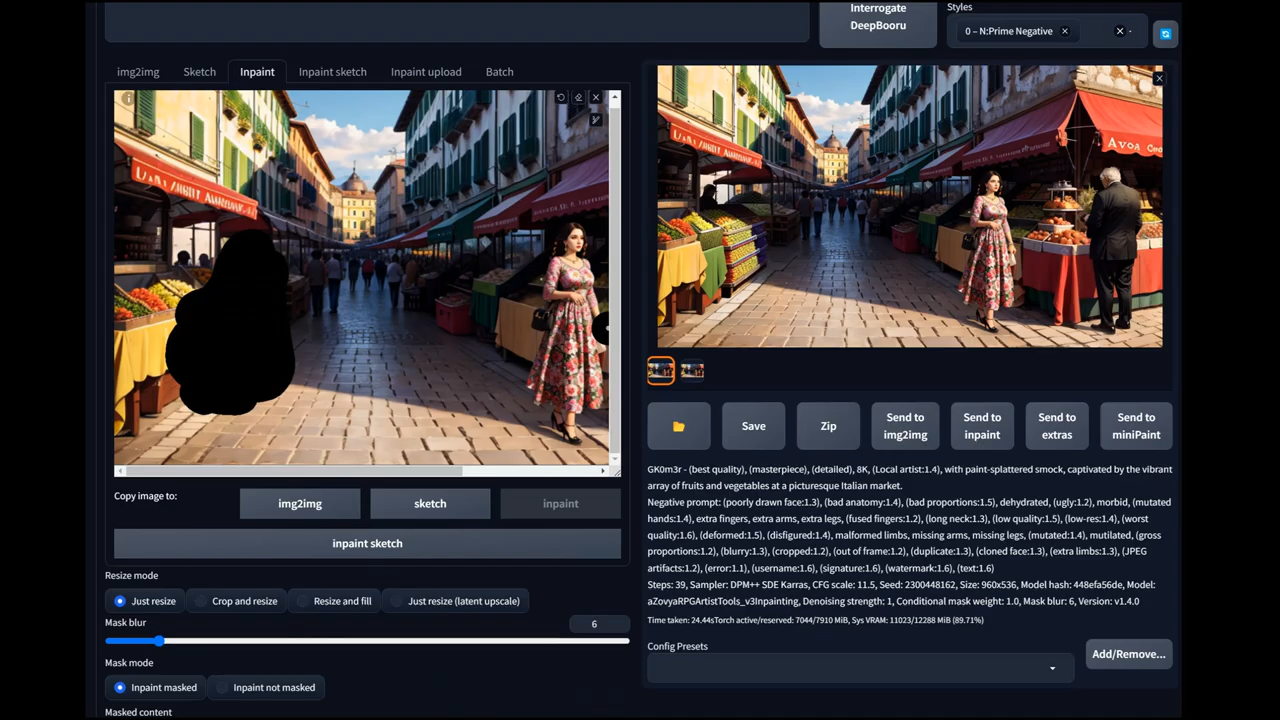 Interrogate
DeepBooru
Styles
0 – N:Prime Negative
img2img
Sketch
Inpaint
Inpaint sketch
Inpaint upload
Batch
Copy image to:
img2img
sketch
inpaint
inpaint sketch
Resize mode
Just resize
Crop and resize
Resize and fill
Just resize (latent upscale)
Mask blur
6
Mask mode
Inpaint masked
Inpaint not masked
Masked content
Save
Zip
Send to
img2img
Send to
inpaint
Send to
extras
Send to
miniPaint
GK0m3r - (best quality), (masterpiece), (detailed), 8K, (Local artist:1.4), with paint-splattered smock, captivated by the vibrant
array of fruits and vegetables at a picturesque Italian market.
Negative prompt: (poorly drawn face:1.3), (bad anatomy:1.4), (bad proportions:1.5), dehydrated, (ugly:1.2), morbid, (mutated
hands:1.4), extra fingers, extra arms, extra legs, (fused fingers:1.2), (long neck:1.3), (low quality:1.5), (low-res:1.4), (worst
quality:1.6), (deformed:1.5), (disfigured:1.4), malformed limbs, missing arms, missing legs, (mutated:1.4), mutilated, (gross
proportions:1.2), (blurry:1.3), (cropped:1.2), (out of frame:1.2), (duplicate:1.3), (cloned face:1.3), (extra limbs:1.3), (JPEG
artifacts:1.2), (error:1.1), (username:1.6), (signature:1.6), (watermark:1.6), (text:1.6)
Steps: 39, Sampler: DPM++ SDE Karras, CFG scale: 11.5, Seed: 2300448162, Size: 960x536, Model hash: 448efa56de, Model:
aZovyaRPGArtistTools_v3Inpainting, Denoising strength: 1, Conditional mask weight: 1.0, Mask blur: 6, Version: v1.4.0
Time taken: 24.44sTorch active/reserved: 7044/7910 MiB, Sys VRAM: 11023/12288 MiB (89.71%)
Config Presets
Add/Remove...